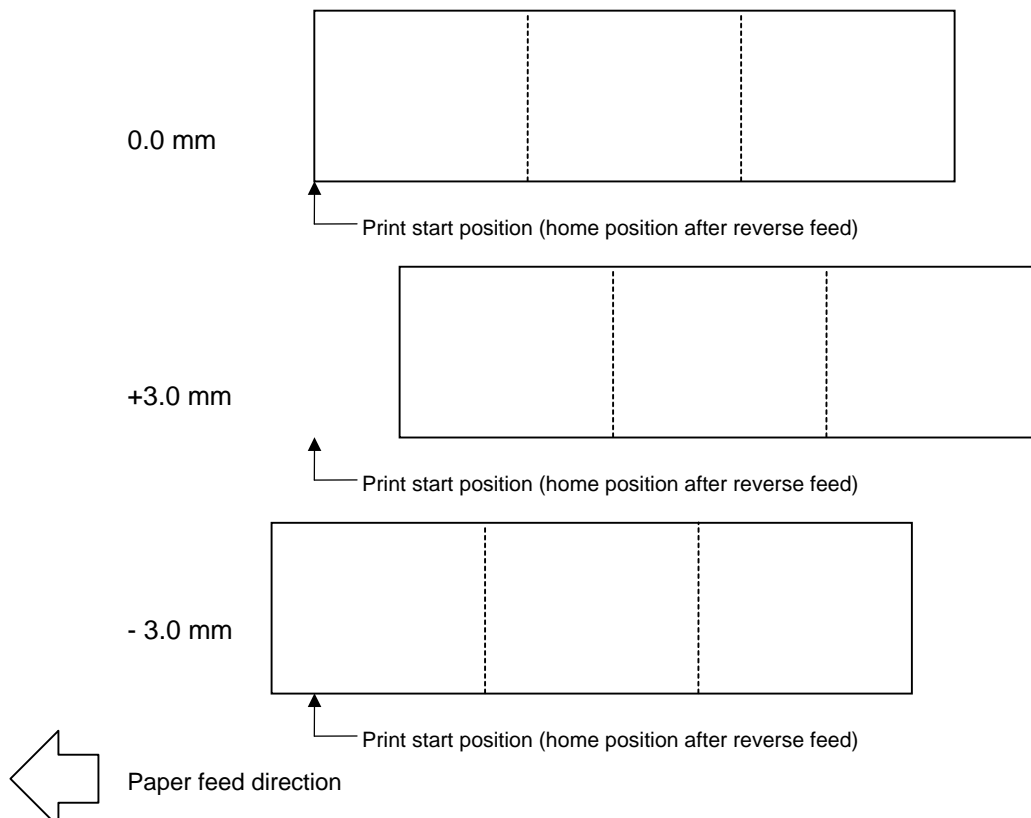 0.0 mm
Print start position (home position after reverse feed)
+3.0 mm
Print start position (home position after reverse feed)
- 3.0 mm
Print start position (home position after reverse feed)
Paper feed direction